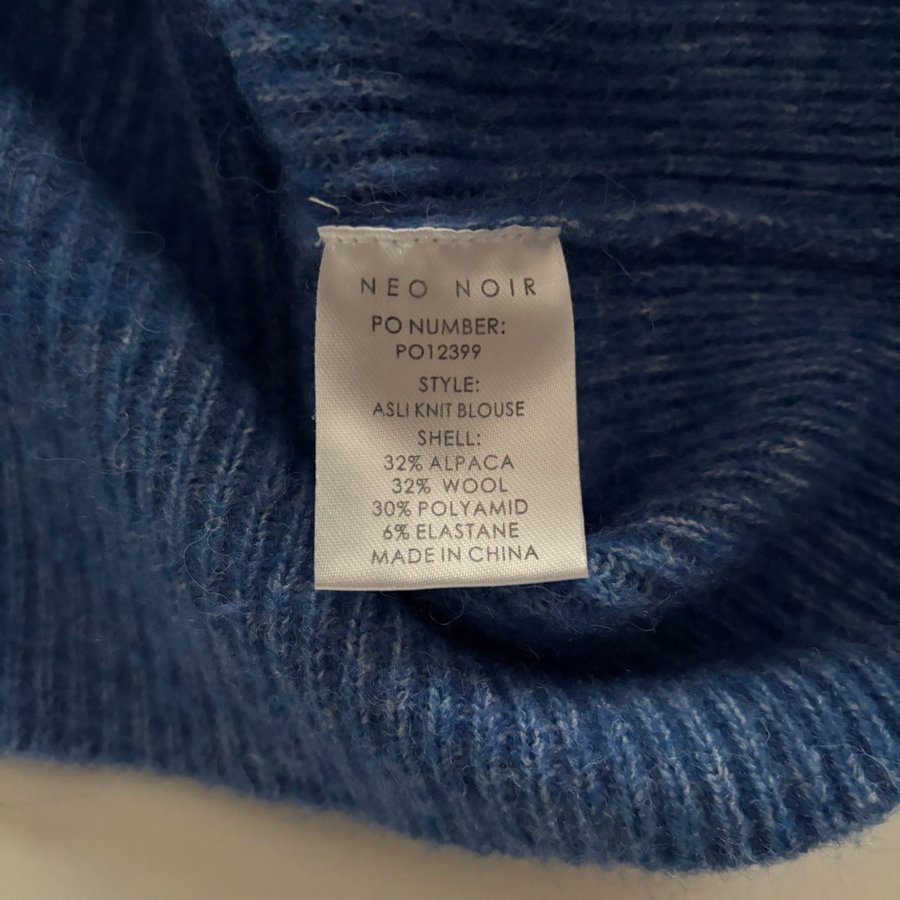 NEO NOIR
PO NUMBER:
PO12399
STYLE:
ASLI KNIT BLOUSE
SHELL:
32% ALPACA
32% WOOL
30% POLYAMID
6% ELASTANE
MADE IN CHINA